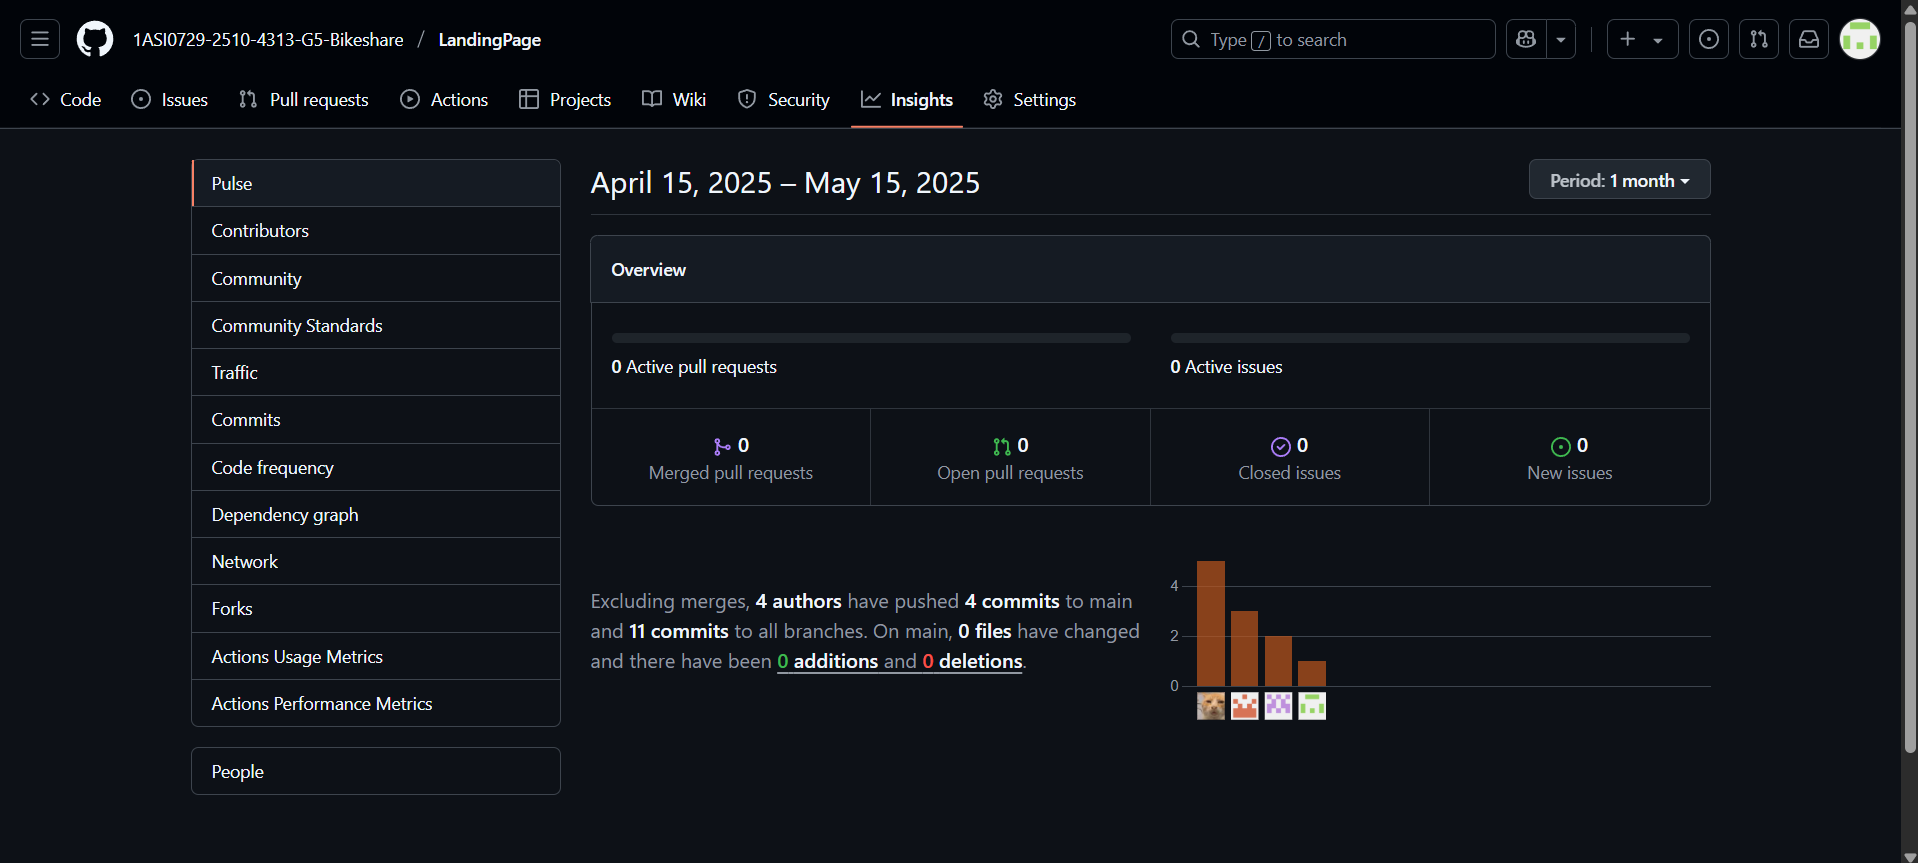 1ASI0729-2510-4313-G5-Bikeshare / LandingPage
Type / to search
Code Issues Pull requests Actions Projects Wiki Security Insights Settings
Pulse
Contributors
Community
Community Standards
Traffic
Commits
Code frequency
Dependency graph
Network
Forks
Actions Usage Metrics
Actions Performance Metrics
People
April 15, 2025 – May 15, 2025
Period: 1 month
Overview
0 Active pull requests
0 Active issues
0
Merged pull requests
0
Open pull requests
0
Closed issues
0
New issues
Excluding merges, 4 authors have pushed 4 commits to main
and 11 commits to all branches. On main, 0 files have changed
and there have been 0 additions and 0 deletions.
4
2
0